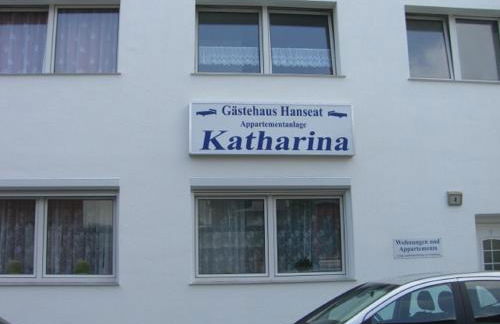 Gästehaus Hanseat
Appartementanlage
Katharina
Wohnungen und
Appartements